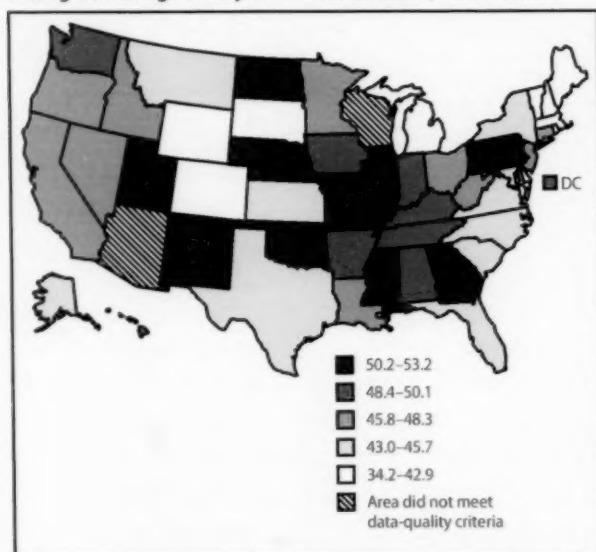 DC
50.2–53.2
48.4–50.1
45.8–48.3
43.0–45.7
34.2–42.9
Area did not meet
data-quality criteria